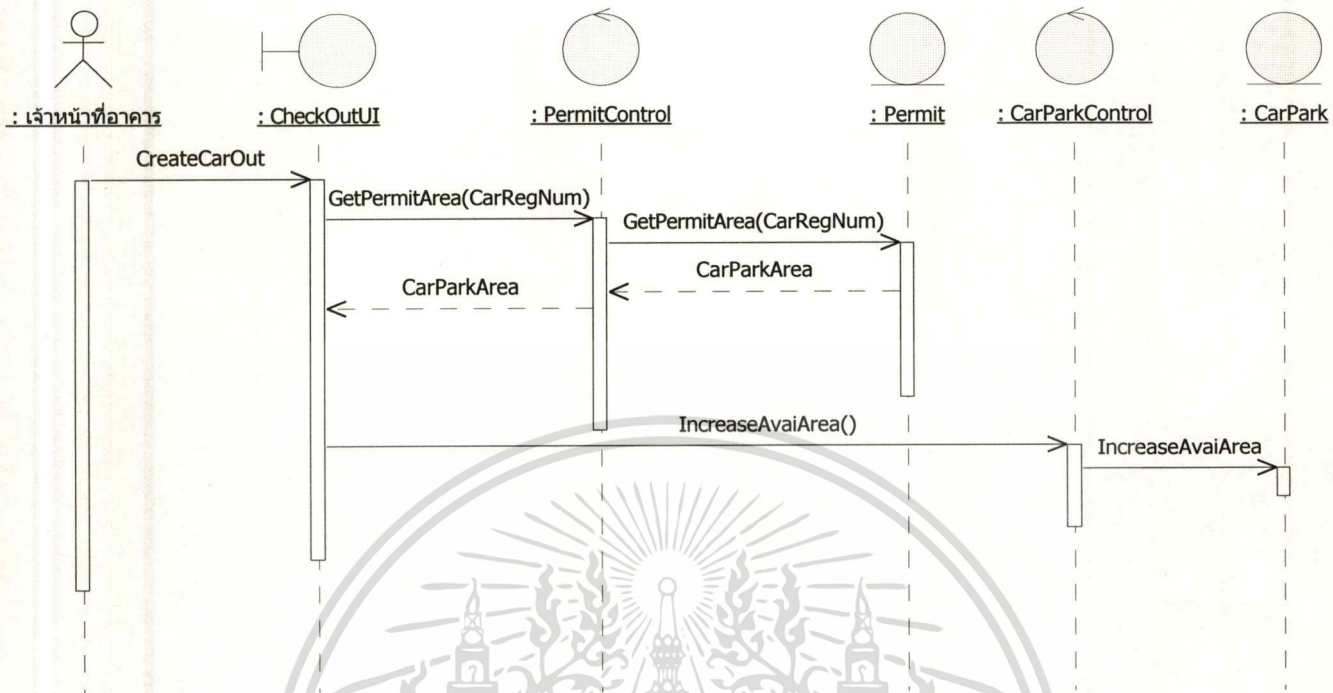 : เจ้าหน้าที่อาคาร
: CheckOutUI
: PermitControl
: Permit
: CarParkControl
: CarPark
CreateCarOut
GetPermitArea(CarRegNum)
GetPermitArea(CarRegNum)
CarParkArea
CarParkArea
IncreaseAvaiArea()
IncreaseAvaiArea